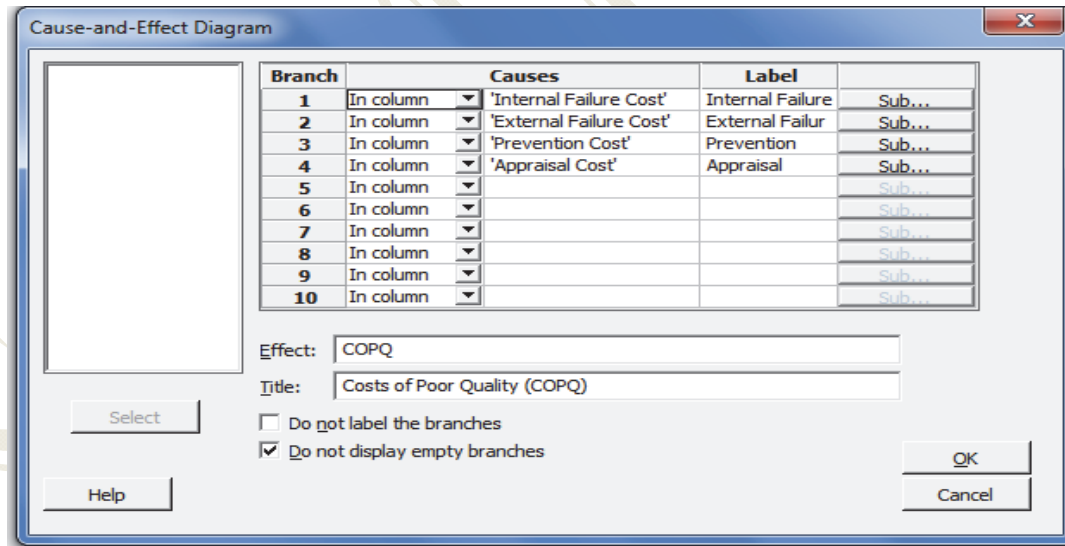 Cause-and-Effect Diagram
X
Branch Causes Label
1 In column 'Internal Failure Cost' Internal Failure Sub...
2 In column 'External Failure Cost' External Failur Sub...
3 In column 'Prevention Cost' Prevention Sub...
4 In column 'Appraisal Cost' Appraisal Sub...
5 In column Sub...
6 In column Sub...
7 In column Sub...
8 In column Sub...
9 In column Sub...
10 In column Sub...
Effect: COPQ
Title: Costs of Poor Quality (COPQ)
Select
Do not label the branches
Do not display empty branches
OK
Help
Cancel